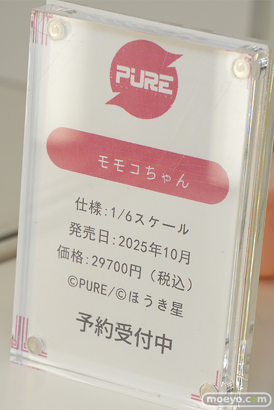 PURE
モモコちゃん
仕様:1/6スケール
発売日:2025年10月
価格:29700円（税込）
©PURE/©ほうき星
予約受付中
moeyo.com